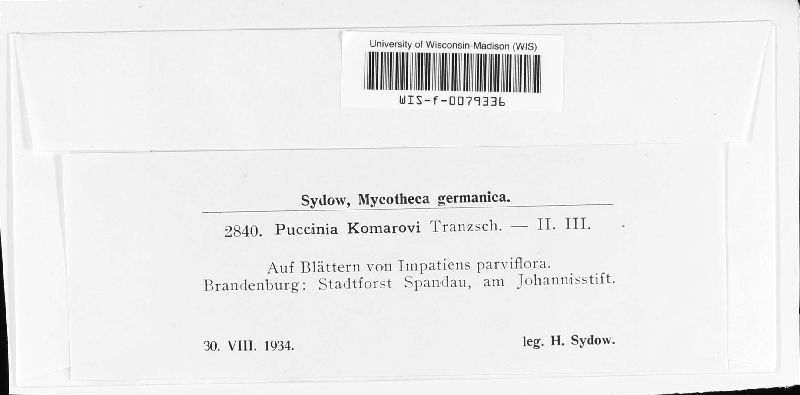 University of Wisconsin-Madison (WIS)
WIS-f-0079336
Sydow, Mycotheca germanica.
2840. Puccinia Komarovi Tranzsch. — II. III.
Auf Blättern von Impatiens parviflora.
Brandenburg: Stadtforst Spandau, am Johannisstift.
30. VIII. 1934. leg. H. Sydow.